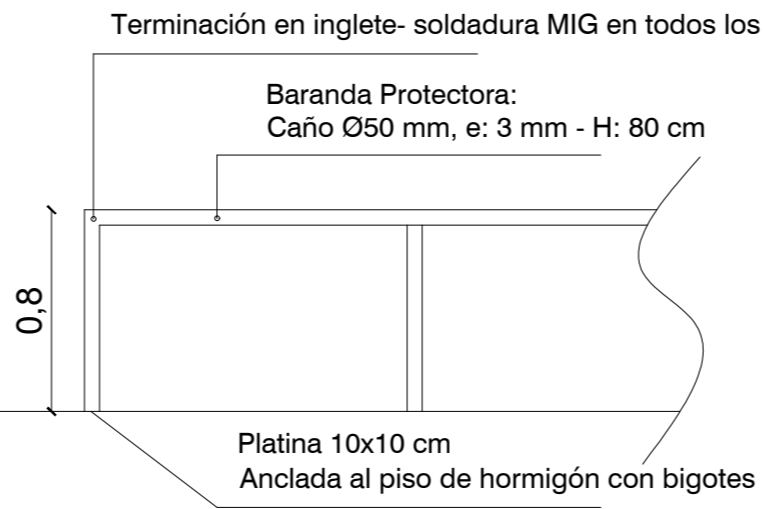 Terminación en inglete- soldadura MIG en todos los
Baranda Protectora:
Caño Ø50 mm, e: 3 mm - H: 80 cm
0,8
Platina 10x10 cm
Anclada al piso de hormigón con bigotes